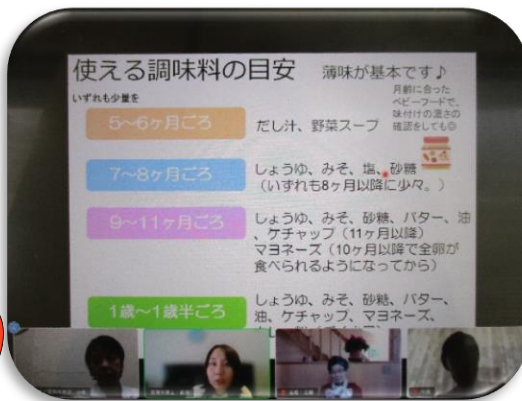 使える調味料の目安
薄味が基本です♪
いずれも少量を
月齢に合った
ベビーフードで、
味付けの濃さの
確認をしても◎
5~6ヶ月ごろ
だし汁、野菜スープ
7~8ヶ月ごろ
しょうゆ、みそ、塩、砂糖
(いずれも8ヶ月以降に少々。)
9~11ヶ月ごろ
しょうゆ、みそ、砂糖、バター、油
、ケチャップ(11ヶ月以降)
マヨネーズ(10ヶ月以降で全卵が
食べられるようになってから)
1歳~1歳半ごろ
しょうゆ、みそ、砂糖、バター、
油、ケチャップ、マヨネーズ、